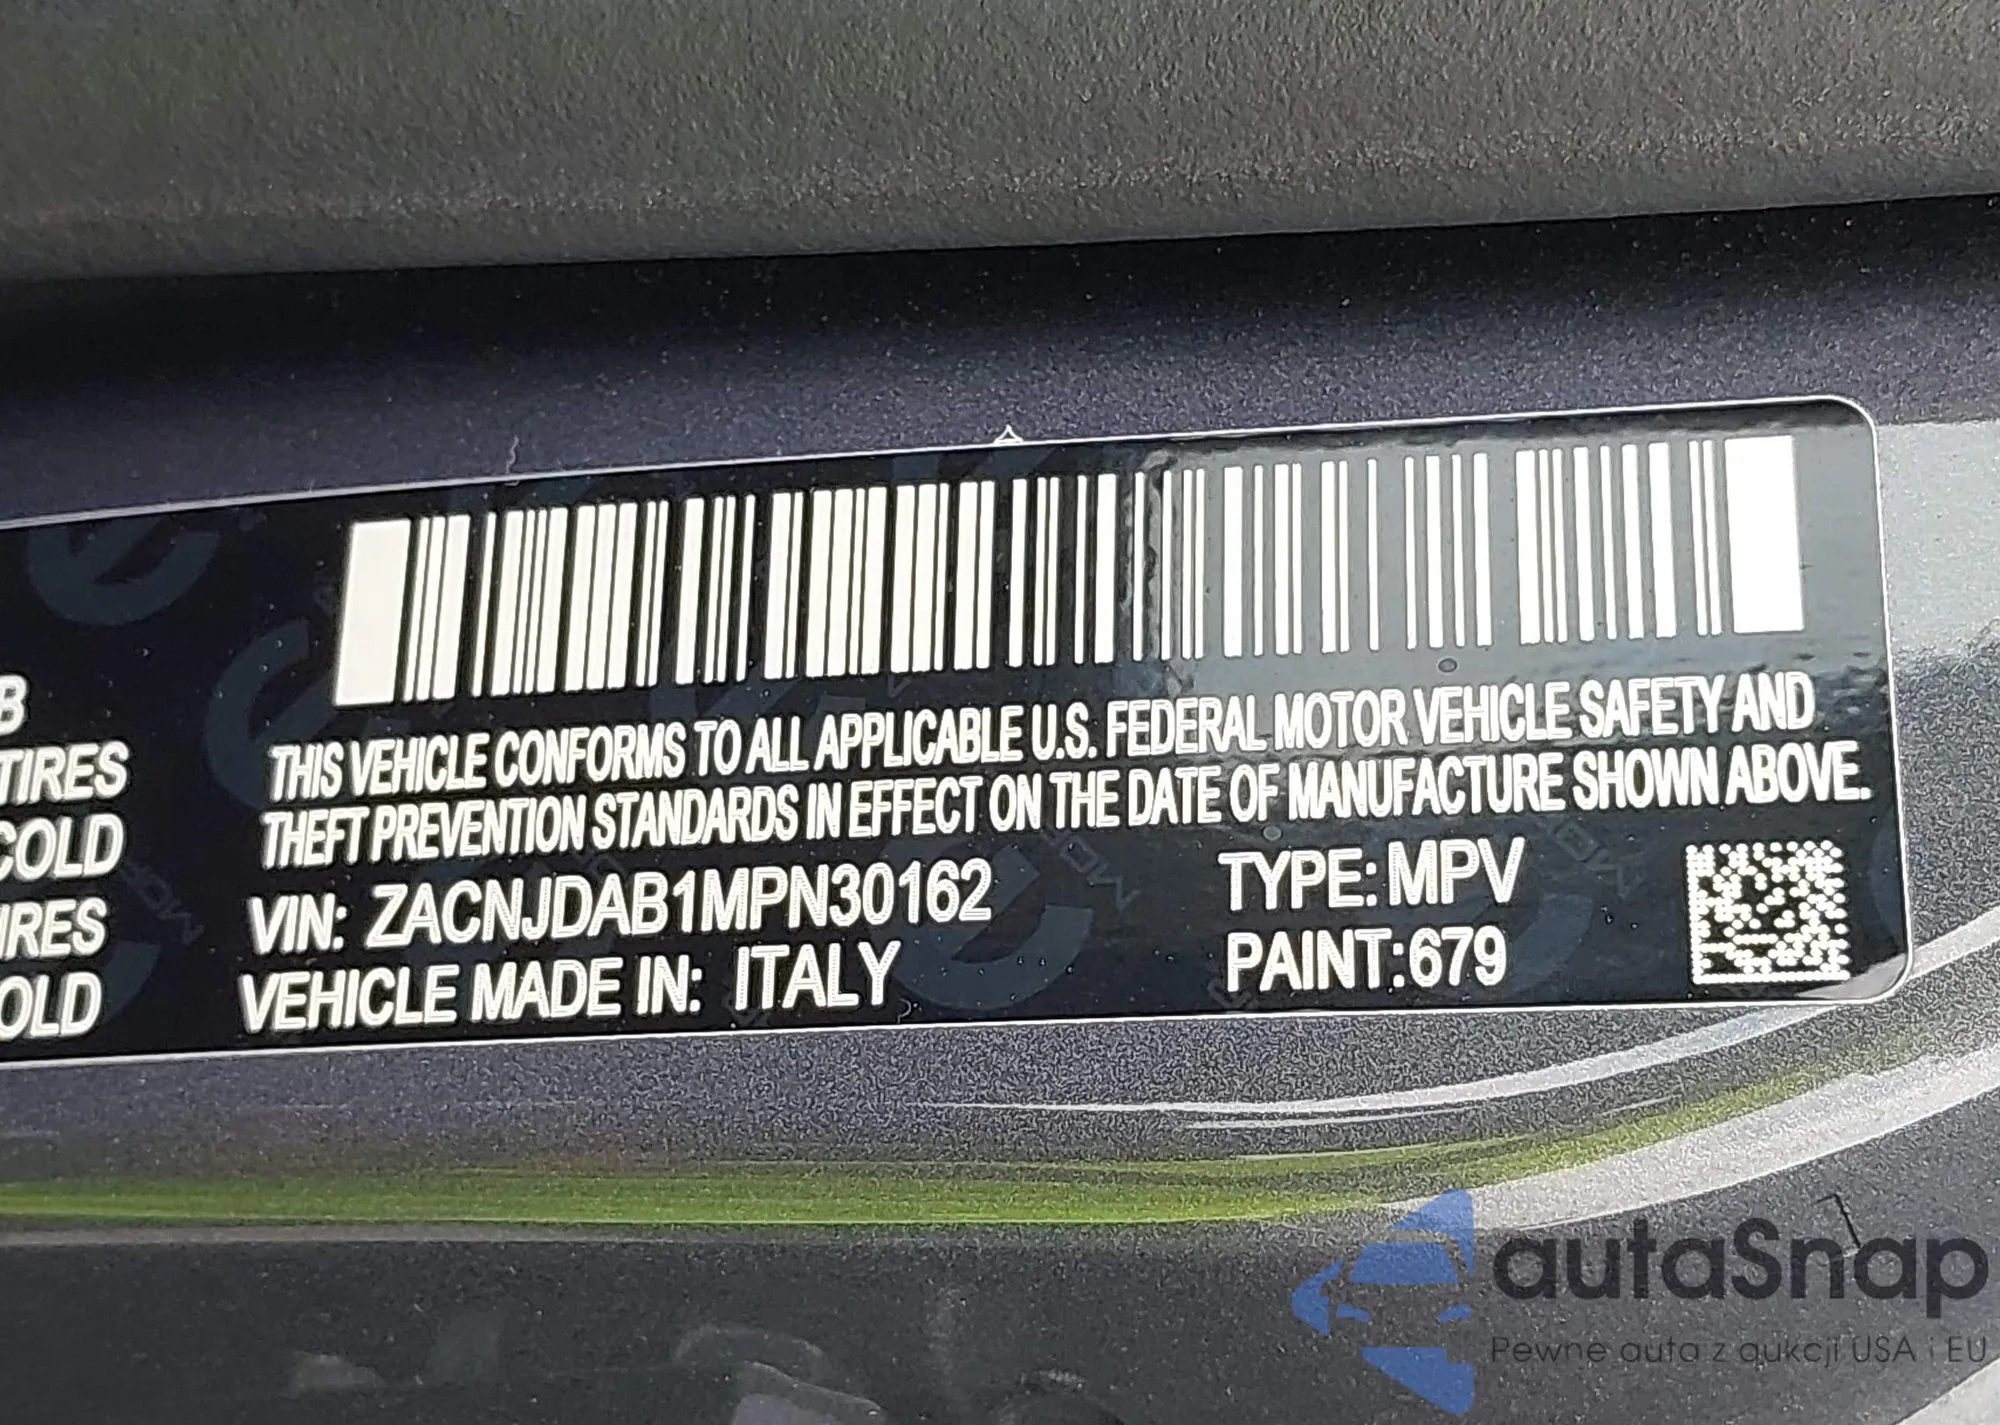 B
TIRES
COLD
IRES
OLD
THIS VEHICLE CONFORMS TO ALL APPLICABLE U.S. FEDERAL MOTOR VEHICLE SAFETY AND
THEFT PREVENTION STANDARDS IN EFFECT ON THE DATE OF MANUFACTURE SHOWN ABOVE.
VIN: ZACNJDAB1MPN30162 TYPE:MPV
VEHICLE MADE IN: ITALY PAINT:679
autaSnap
Pewne auta z aukcji USA i EU